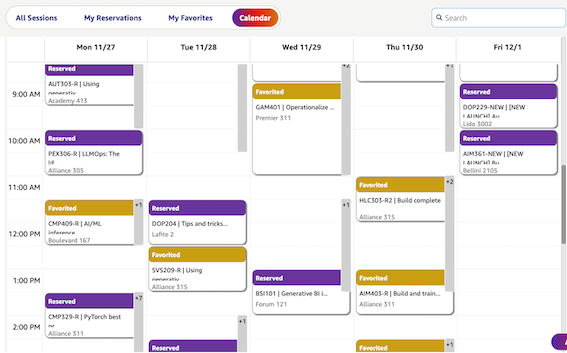 All Sessions
My Reservations
My Favorites
Calendar
Search
Mon 11/27
Tue 11/28
Wed 11/29
Thu 11/30
Fri 12/1
9:00 AM
10:00 AM
11:00 AM
12:00 PM
1:00 PM
2:00 PM
Reserved
AUT303-R | Using
Academy 413
Reserved
PEX306-R | LLMOps: The
Alliance 305
Favorited
+1
CMP409-R | AI/ML
inference
Boulevard 167
Reserved
+7
CMP329-R | PyTorch best
Alliance 311
Reserved
DOP204 | Tips and tricks...
Lafite 2
Favorited
SVS209-R | Using
Alliance 315
+1
Reserved
+2
Favorited
GAM401 | Operationalize ...
Premier 311
+1
Reserved
BSI101 | Generative BI i...
Forum 121
+1
Favorited
+2
HLC303-R2 | Build complete
Alliance 315
Favorited
AIM403-R | Build and train...
Alliance 311
Favorited
+1
Reserved
DOP229-NEW | [NEW
LAUNCH]
Lido 3002
Reserved
AIM361-NEW | [NEW
LAUNCH]
Bellini 2105